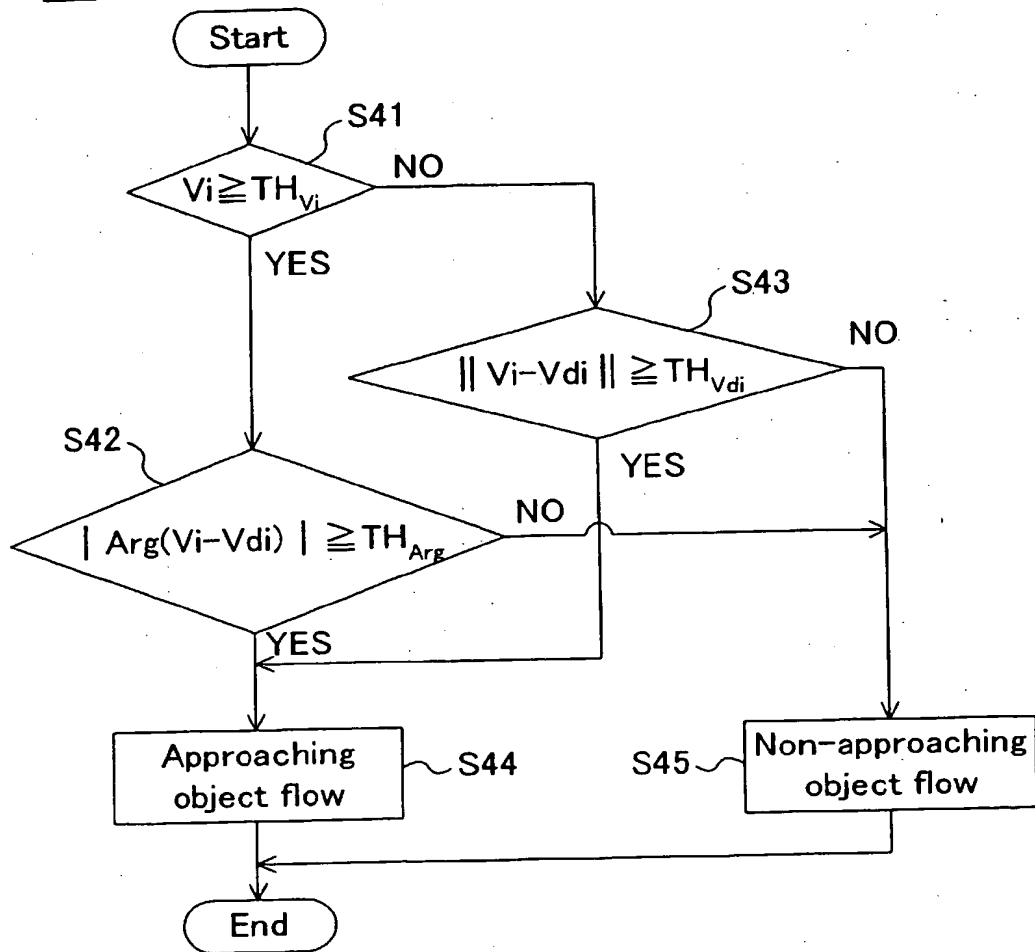 Start
S41
Vi≧TH_Vi
NO
YES
S43
|| Vi-Vdi || ≧TH_Vdi
NO
S42
YES
| Arg(Vi-Vdi) | ≧TH_Arg
NO
YES
Approaching
object flow
S44
S45
Non-approaching
object flow
End